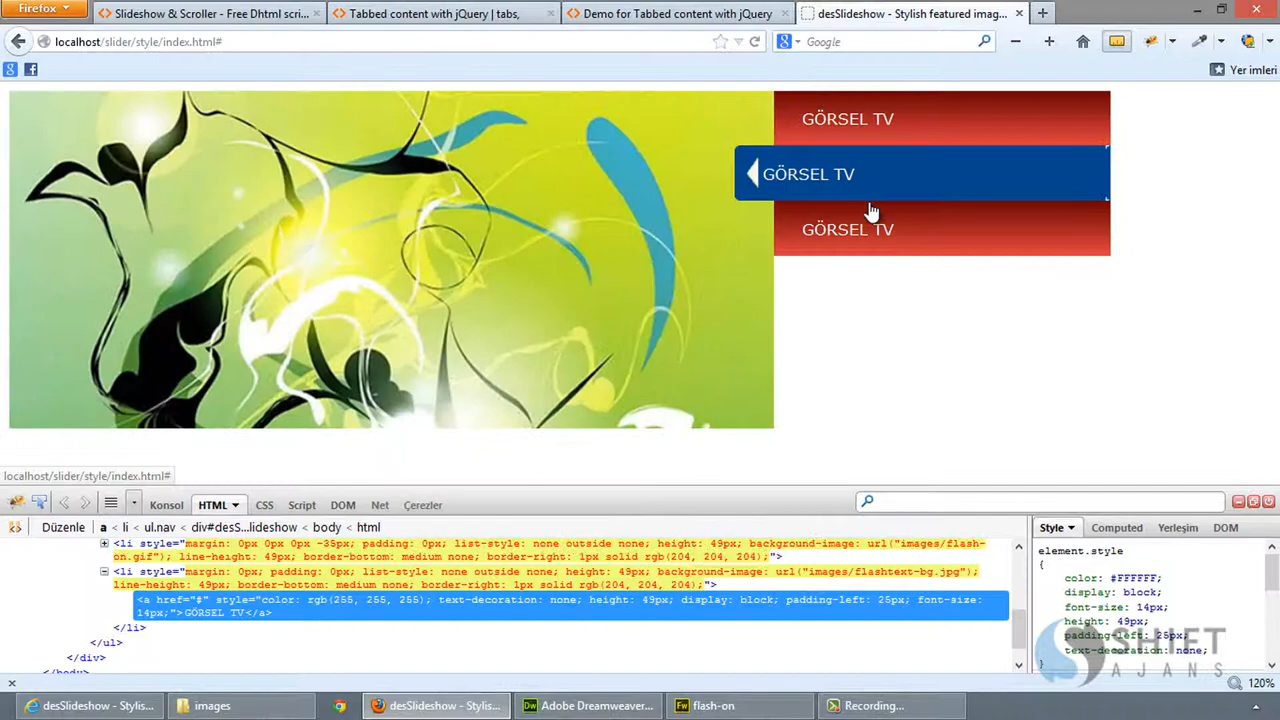 Firefox
Slideshow & Scroller - Free Dhtml scri...
Tabbed content with jQuery | tabs,
Demo for Tabbed content with jQuery
desSlideshow - Stylish featured imag...
localhost/slider/style/index.html#
Google
Yer imleri
GÖRSEL TV
GÖRSEL TV
GÖRSEL TV
localhost/slider/style/index.html#
Konsol
HTML
CSS
Script
DOM
Net
Çerezler
Düzenle
a < li < ul.nav < div#desS...lideshow < body < html
Style
Computed
Yerleşim
DOM
<li style="margin: 0px 0px 0px -35px; padding: 0px; list-style: none outside none; height: 49px; background-image: url("images/flash-
on.gif"); line-height: 49px; border-bottom: medium none; border-right: 1px solid rgb(204, 204, 204);">
<li style="margin: 0px; padding: 0px; list-style: none outside none; height: 49px; background-image: url("images/flashtext-bg.jpg");
line-height: 49px; border-bottom: medium none; border-right: 1px solid rgb(204, 204, 204);">
<a href="#" style="color: rgb(255, 255, 255); text-decoration: none; height: 49px; display: block; padding-left: 25px; font-size:
14px;">GÖRSEL TV</a>
</li>
</ul>
</div>
</body>
element.style
{
color: #FFFFFF;
display: block;
font-size: 14px;
height: 49px;
padding-left: 25px;
text-decoration: none;
}
SHIFT
AJANS
120%
desSlideshow - Stylis...
images
desSlideshow - Stylis...
Adobe Dreamweaver...
flash-on
Recording...